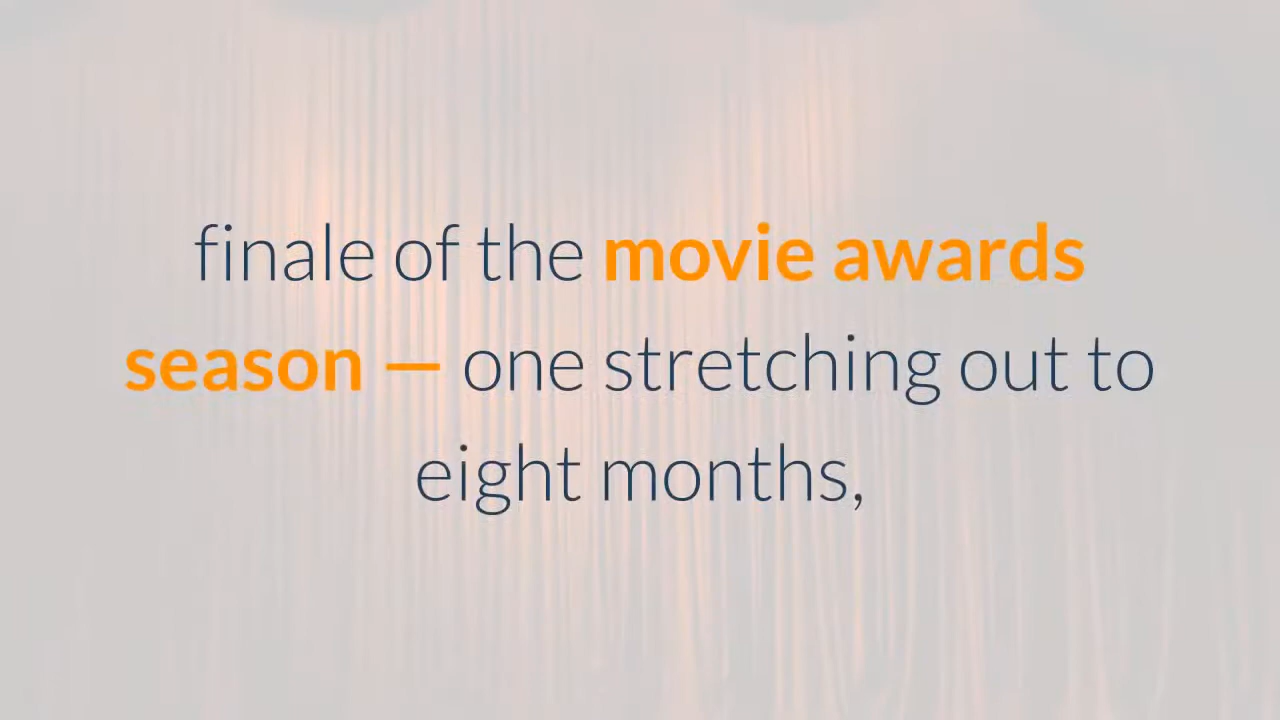 finale of the movie awards
season — one stretching out to
eight months,